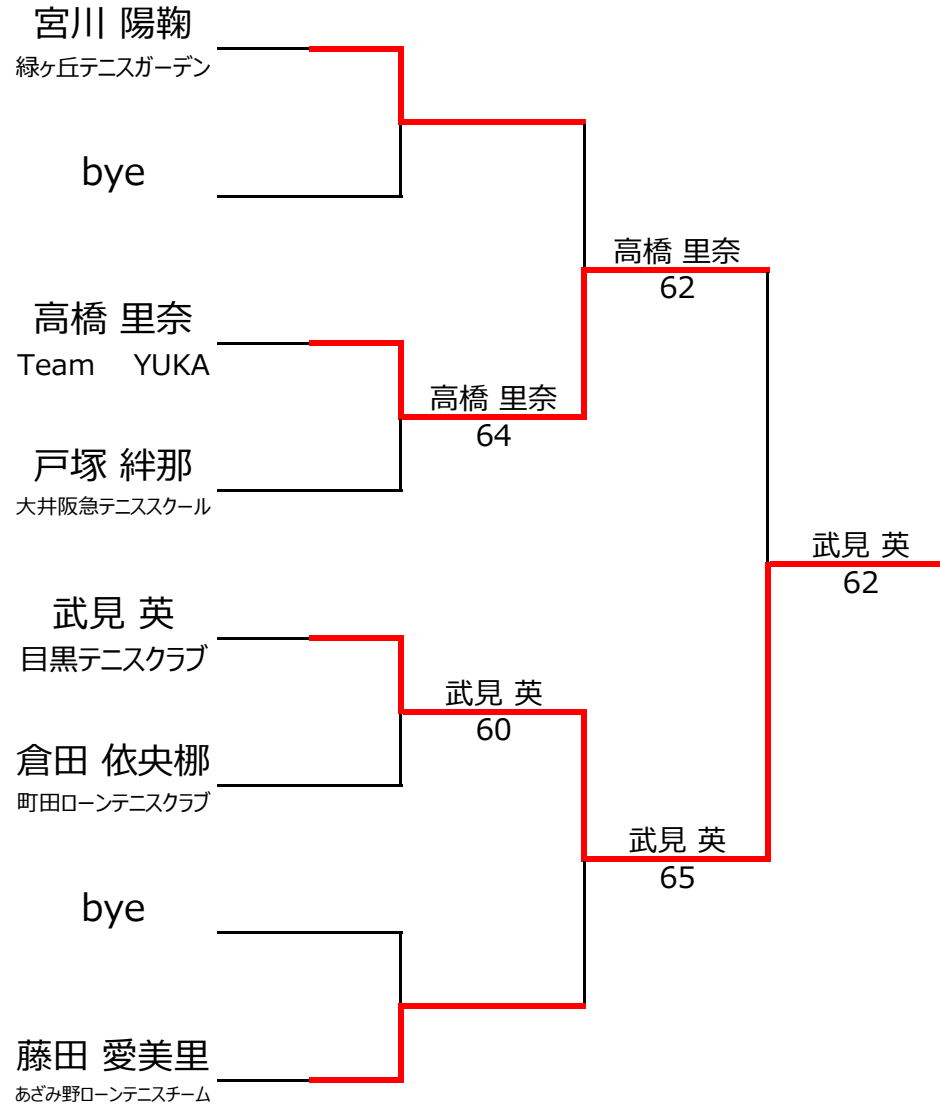 宮川 陽鞠
緑ヶ丘テニスガーデン
bye
高橋 里奈
62
高橋 里奈
Team YUKA
高橋 里奈
64
戸塚 絆那
大井阪急テニススクール
武見 英
62
武見 英
目黒テニスクラブ
武見 英
60
倉田 依央梛
町田ローンテニスクラブ
武見 英
65
bye
藤田 愛美里
あざみ野ローンテニスチーム